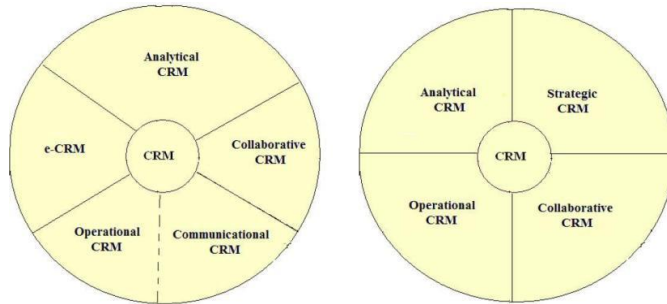 Analytical
CRM
e-CRM
CRM
Collaborative
CRM
Operational
CRM
Communicational
CRM
Analytical
CRM
Strategic
CRM
CRM
Operational
CRM
Collaborative
CRM